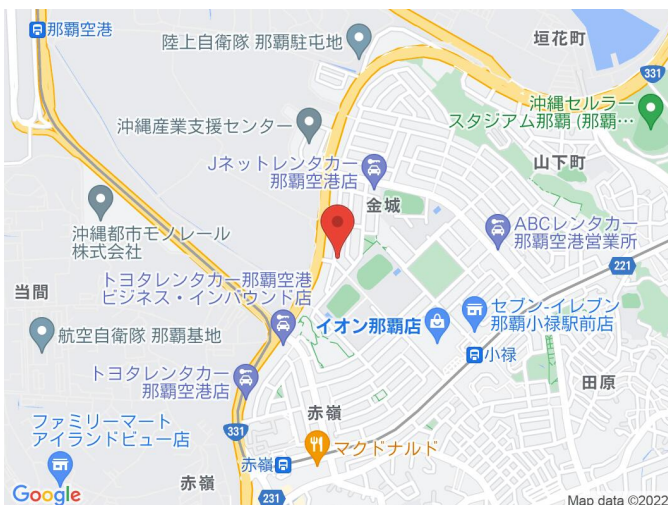 那覇空港
陸上自衛隊 那覇駐屯地
垣花町
331
沖縄セルラー
スタジアム那覇 (那覇…
沖縄産業支援センター
山下町
Jネットレンタカー
那覇空港店
金城
沖縄都市モノレール
株式会社
ABCレンタカー
那覇空港営業所
221
トヨタレンタカー那覇空港
ビジネス・インバウンド店
当間
イオン那覇店
セブン-イレブン
那覇小禄駅前店
航空自衛隊 那覇基地
小禄
トヨタレンタカー
那覇空港店
田原
赤嶺
ファミリーマート
アイランドビュー店
331
マクドナルド
赤嶺
赤嶺
231
Google
Map data ©2022